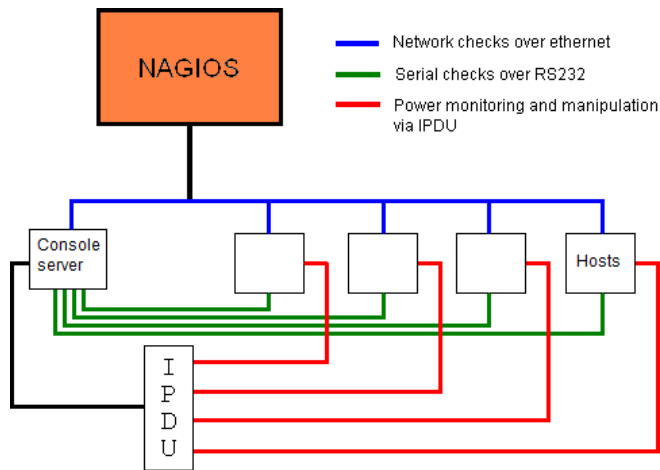 NAGIOS
Network checks over ethernet
Serial checks over RS232
Power monitoring and manipulation
via IPDU
Console
server
Hosts
I
P
D
U